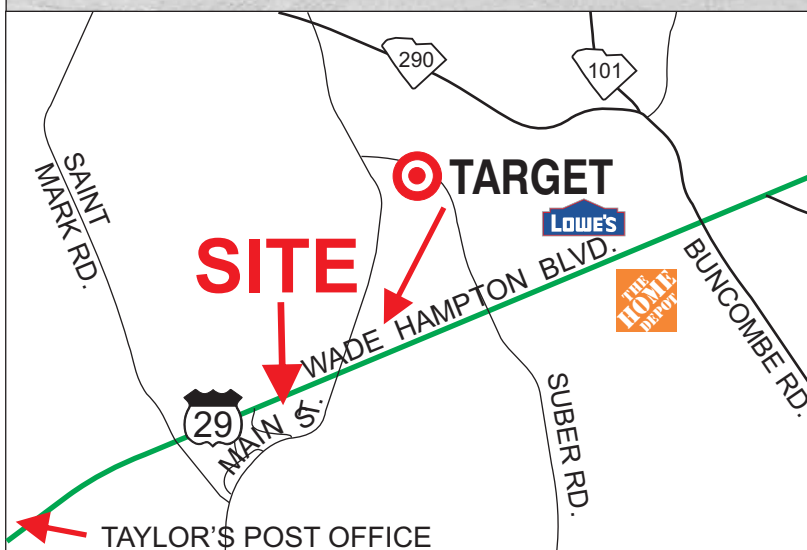 290
101
SAINT
MARK RD.
TARGET
LOWE'S
SITE
WADE HAMPTON BLVD.
THE
HOME
DEPOT
BUNCOMBE RD.
29
MAIN St.
SUBER RD.
TAYLOR'S POST OFFICE